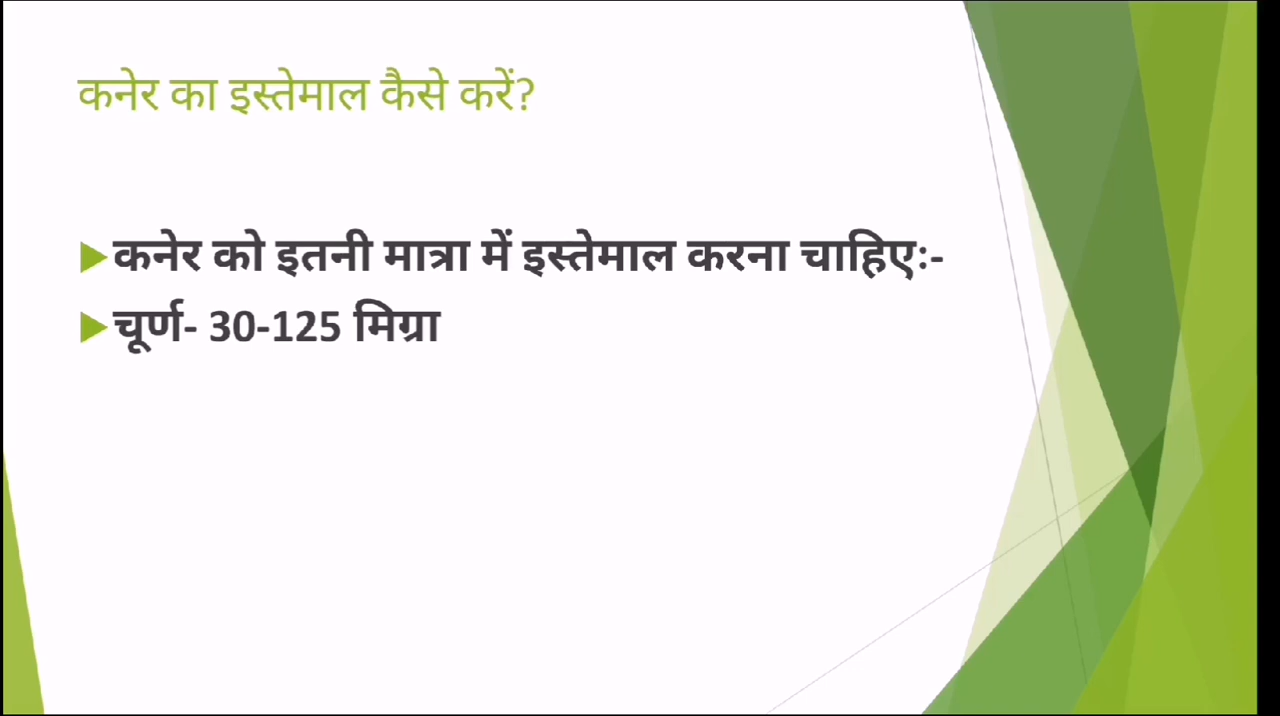 कनेर का इस्तेमाल कैसे करें?
कनेर को इतनी मात्रा में इस्तेमाल करना चाहिएः-
चूर्ण- 30-125 मिग्रा